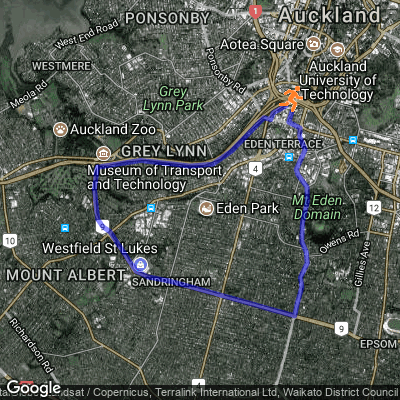 PONSONBY
1
Auckland
West End Road
Aotea Square
WESTMERE
Ponsonby Rd
Auckland
University of
Technology
Meola Rd
Grey
Lynn Park
Auckland Zoo
GREY LYNN
EDEN TERRACE
Museum of Transport
and Technology
4
Eden Park
Mt Eden
Domain
12
10
Westfield St Lukes
Owens Rd
Gillies Ave
MOUNT ALBERT
SANDRINGHAM
Richardson Rd
9
EPSOM
4
Google
/ Copernicus, Terralink International Ltd, Waikato District Council